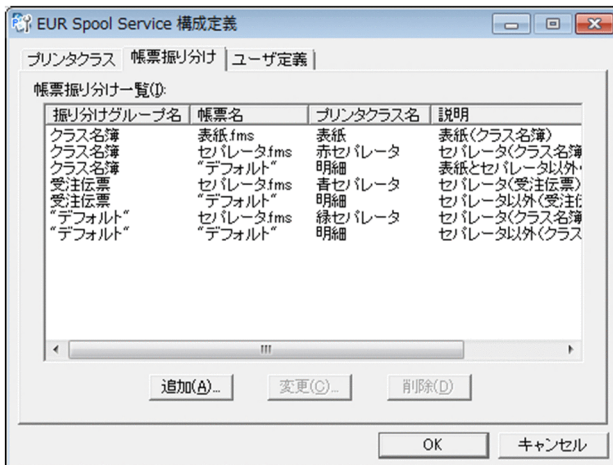 EUR Spool Service 構成定義
プリンタクラス 帳票振り分け ユーザ定義
帳票振り分け一覧(I):
振り分けグループ名 帳票名 プリンタクラス名 説明
クラス名簿 表紙.fms 表紙 表紙(クラス名簿)
クラス名簿 セパレータ.fms 赤セパレータ セパレータ(クラス名簿
クラス名簿 "デフォルト" 明細 表紙とセパレータ以外
受注伝票 セパレータ.fms 青セパレータ セパレータ(受注伝票)
受注伝票 "デフォルト" 明細 セパレータ以外(受注伝
"デフォルト" セパレータ.fms 緑セパレータ セパレータ(クラス名簿
"デフォルト" "デフォルト" 明細 セパレータ以外(クラス
追加(A)... 変更(C)... 削除(D)
OK キャンセル